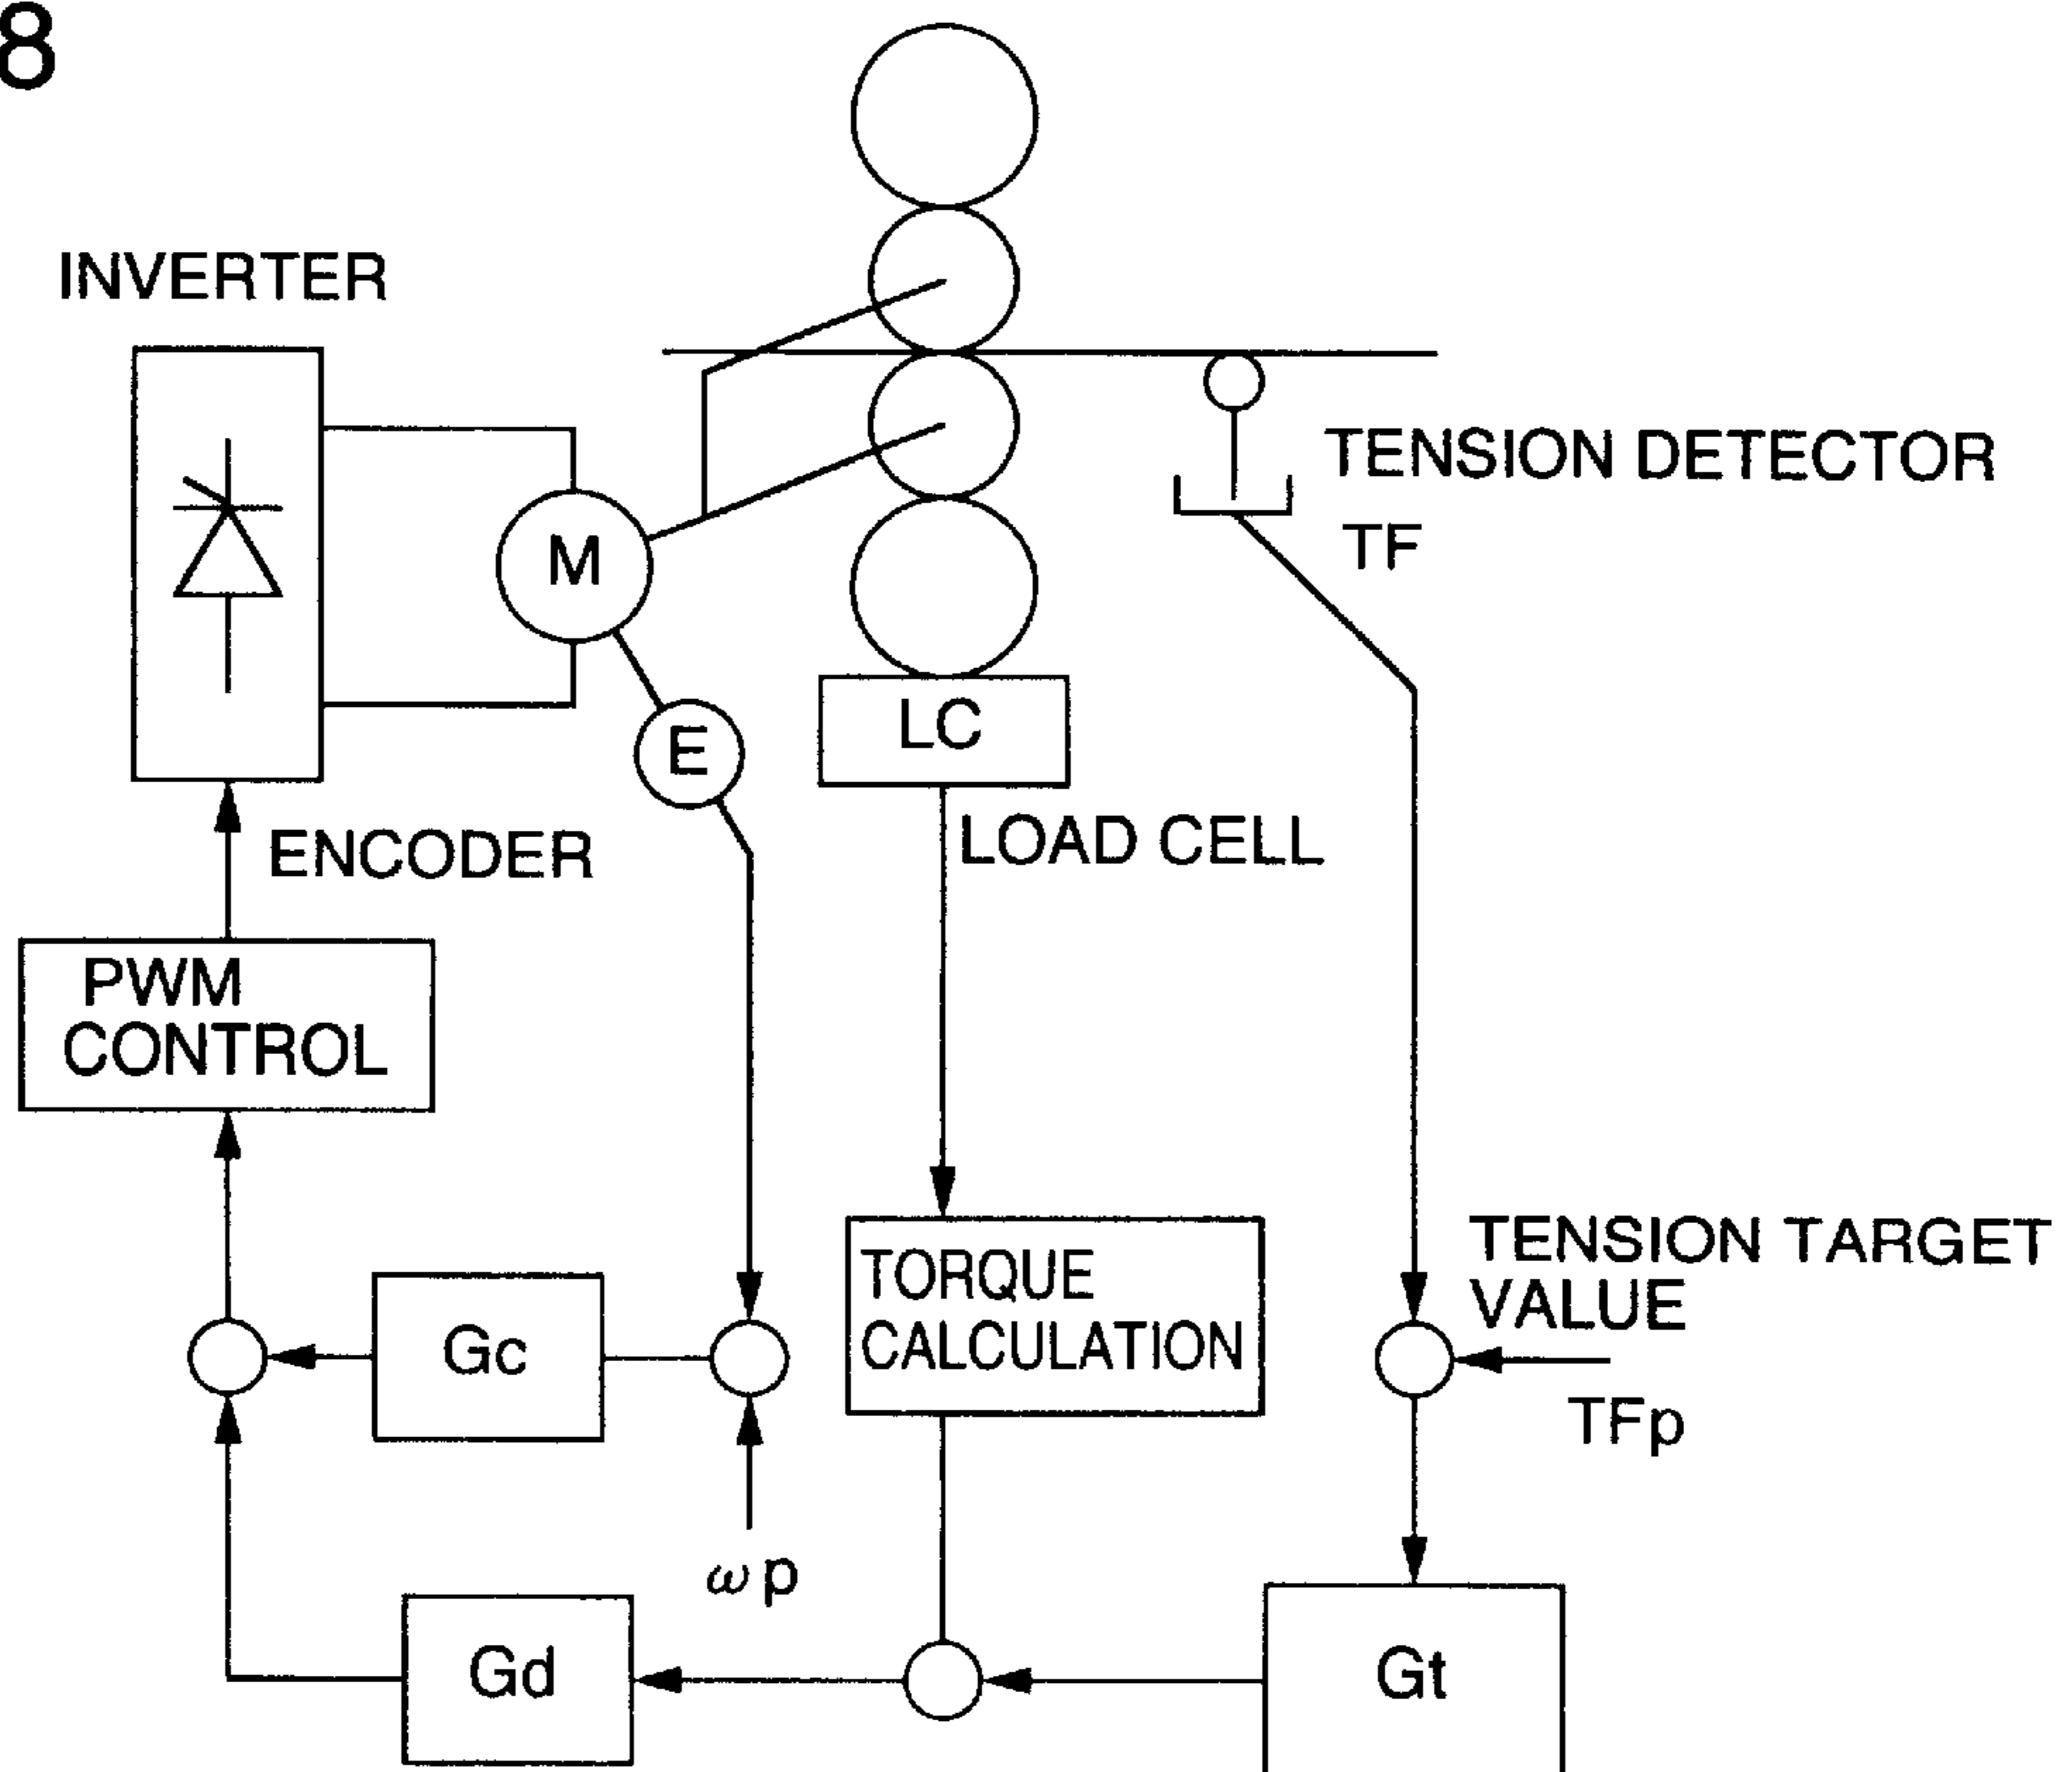 8
INVERTER
TENSION DETECTOR
TF
M
LC
E
LOAD CELL
ENCODER
PWM
CONTROL
TORQUE
CALCULATION
TENSION TARGET
VALUE
Gc
TFp
ωp
Gd
Gt